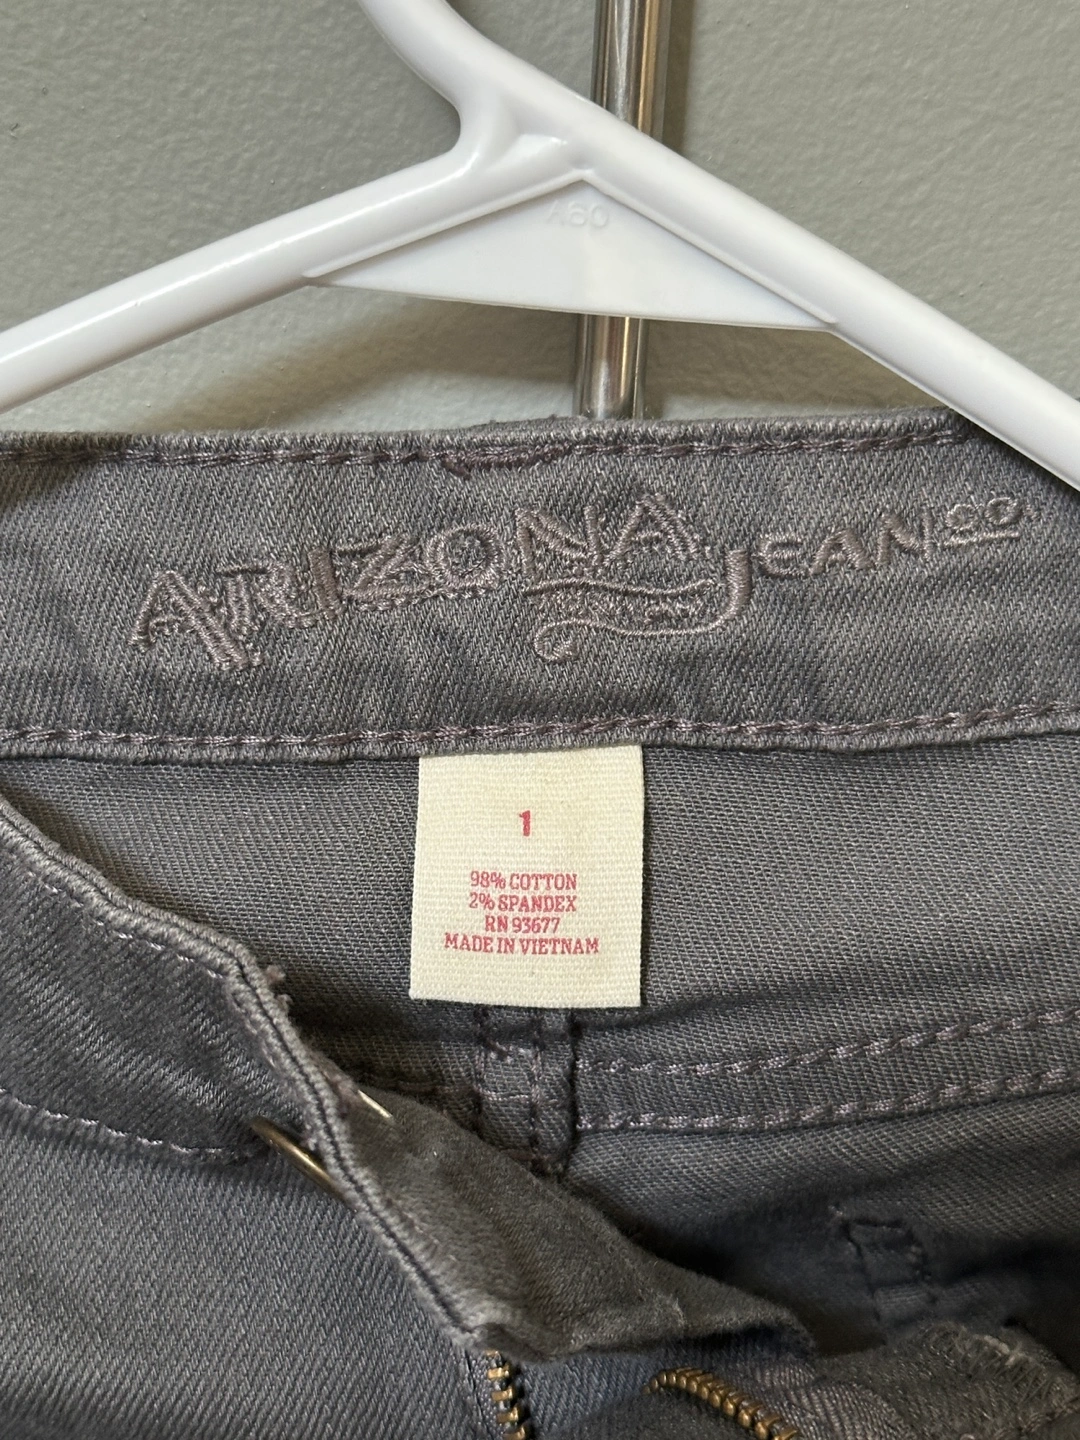 A60
ARIZONA JEAN CO.
1
98% COTTON
2% SPANDEX
RN 93677
MADE IN VIETNAM